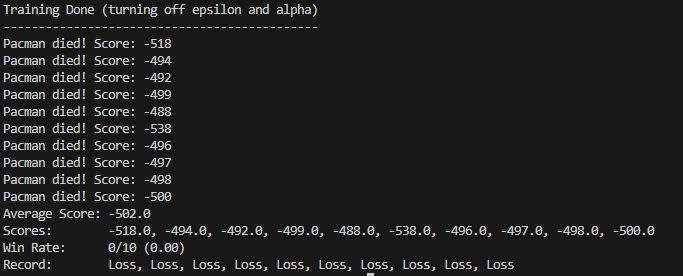 Training Done (turning off epsilon and alpha)
---------------------------------------------
Pacman died! Score: -518
Pacman died! Score: -494
Pacman died! Score: -492
Pacman died! Score: -499
Pacman died! Score: -488
Pacman died! Score: -538
Pacman died! Score: -496
Pacman died! Score: -497
Pacman died! Score: -498
Pacman died! Score: -500
Average Score: -502.0
Scores:        -518.0, -494.0, -492.0, -499.0, -488.0, -538.0, -496.0, -497.0, -498.0, -500.0
Win Rate:      0/10 (0.00)
Record:        Loss, Loss, Loss, Loss, Loss, Loss, Loss, Loss, Loss, Loss